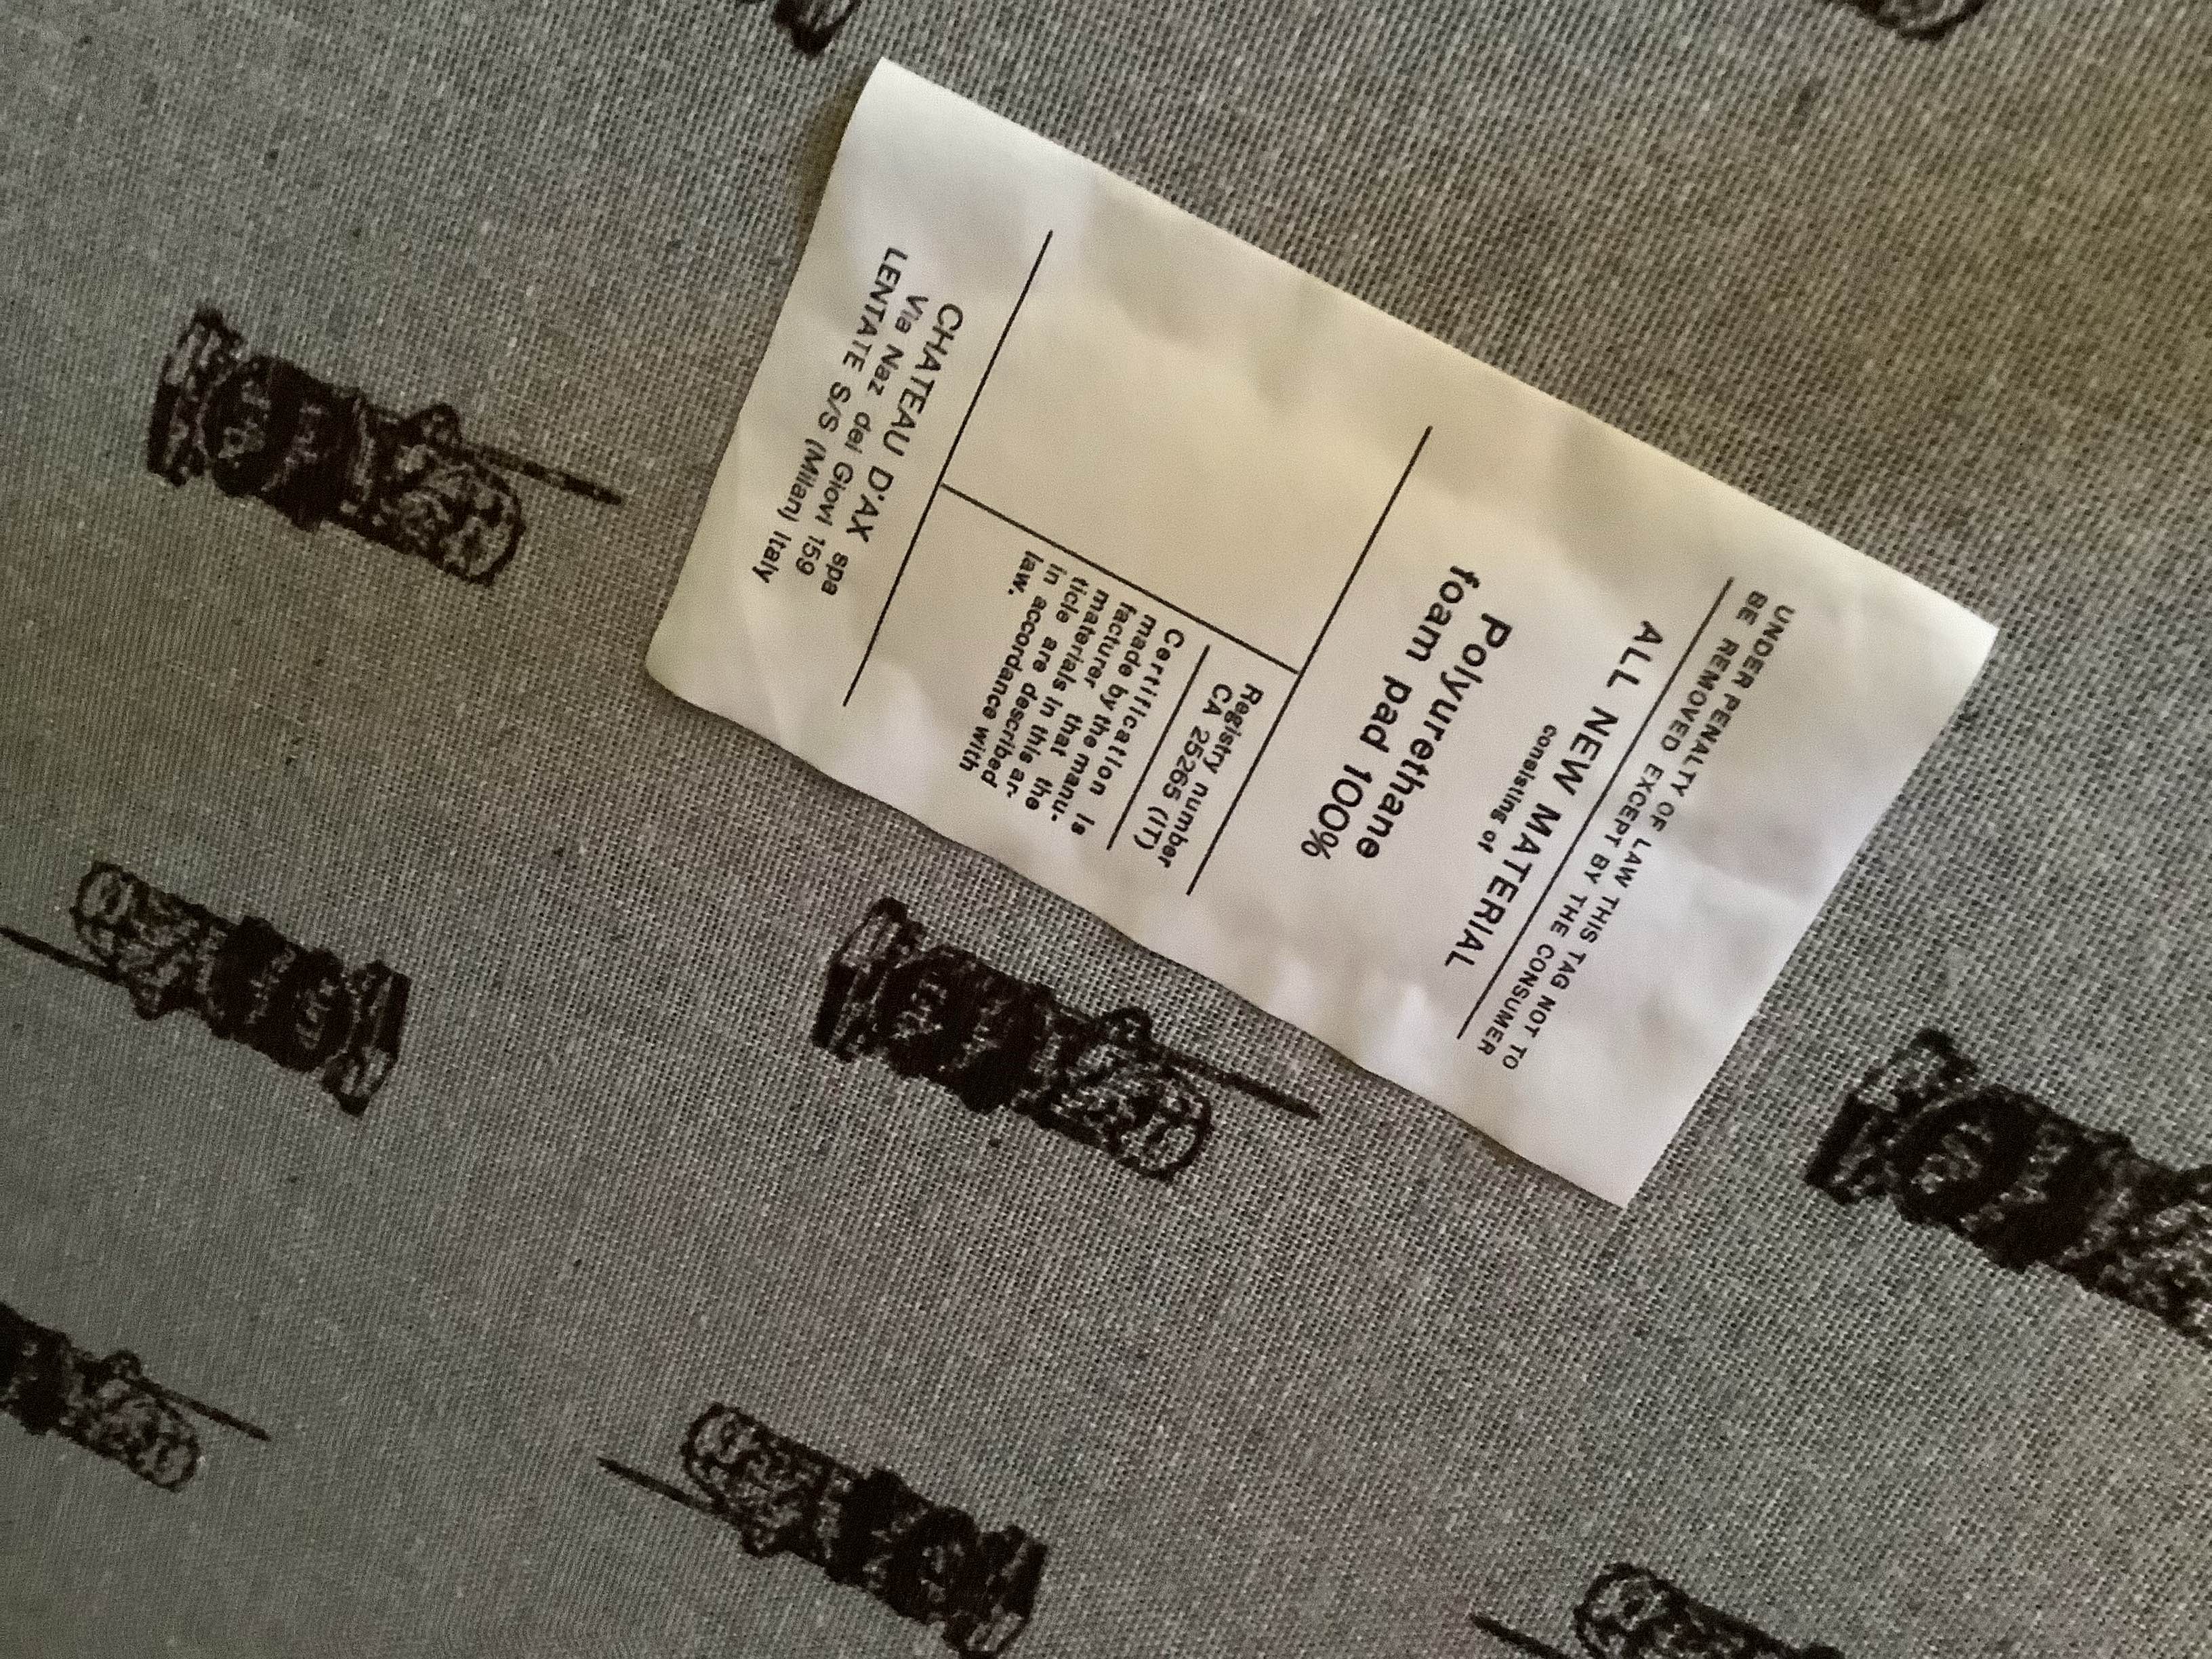 UNDER PENALTY OF LAW THIS TAG NOT TO
BE REMOVED EXCEPT BY THE CONSUMER
ALL NEW MATERIAL
consisting of
Polyurethane
foam pad 100%
Registry number
CA 25265 (IT)
Certification is
made by the manu-
facturer that the
materials in this ar-
ticle are described
in accordance with
law.
CHATEAU D'AX spa
Via Naz. dei Giovi 159
LENTATE S/S (Milan) Italy